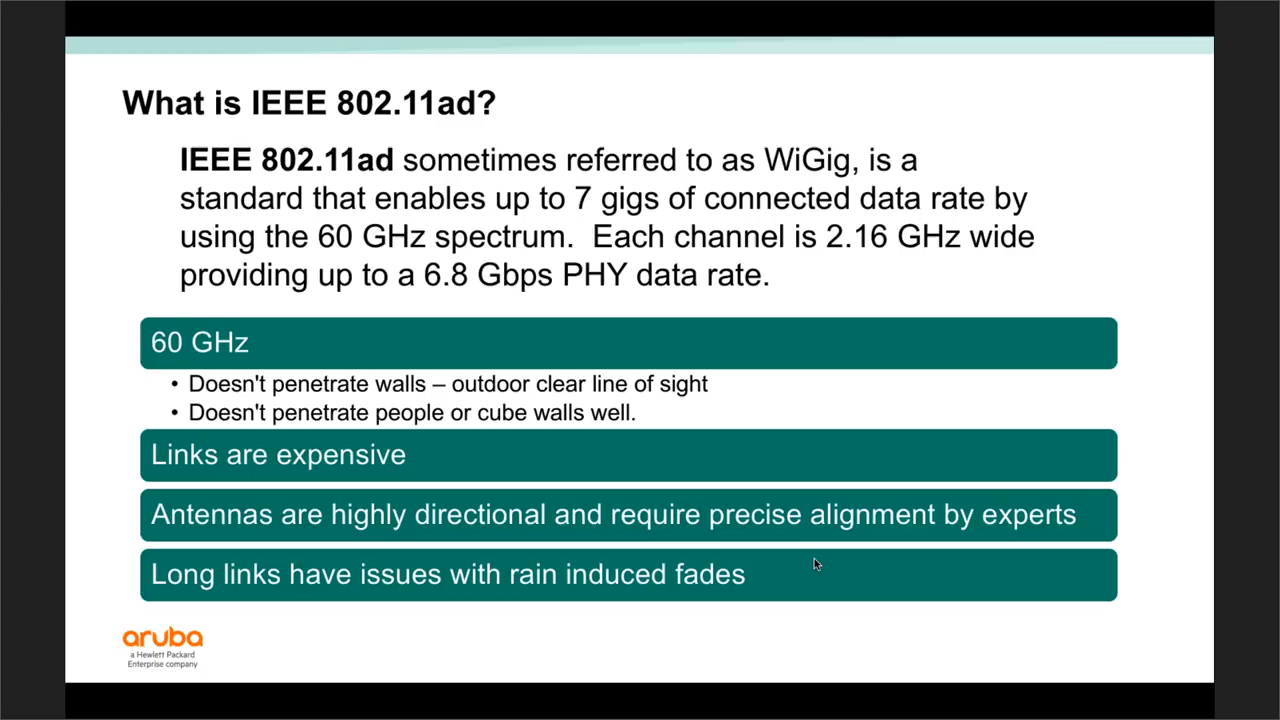 What is IEEE 802.11ad?
IEEE 802.11ad sometimes referred to as WiGig, is a
standard that enables up to 7 gigs of connected data rate by
using the 60 GHz spectrum.  Each channel is 2.16 GHz wide
providing up to a 6.8 Gbps PHY data rate.
60 GHz
• Doesn't penetrate walls – outdoor clear line of sight
• Doesn't penetrate people or cube walls well.
Links are expensive
Antennas are highly directional and require precise alignment by experts
Long links have issues with rain induced fades
aruba
a Hewlett Packard
Enterprise company